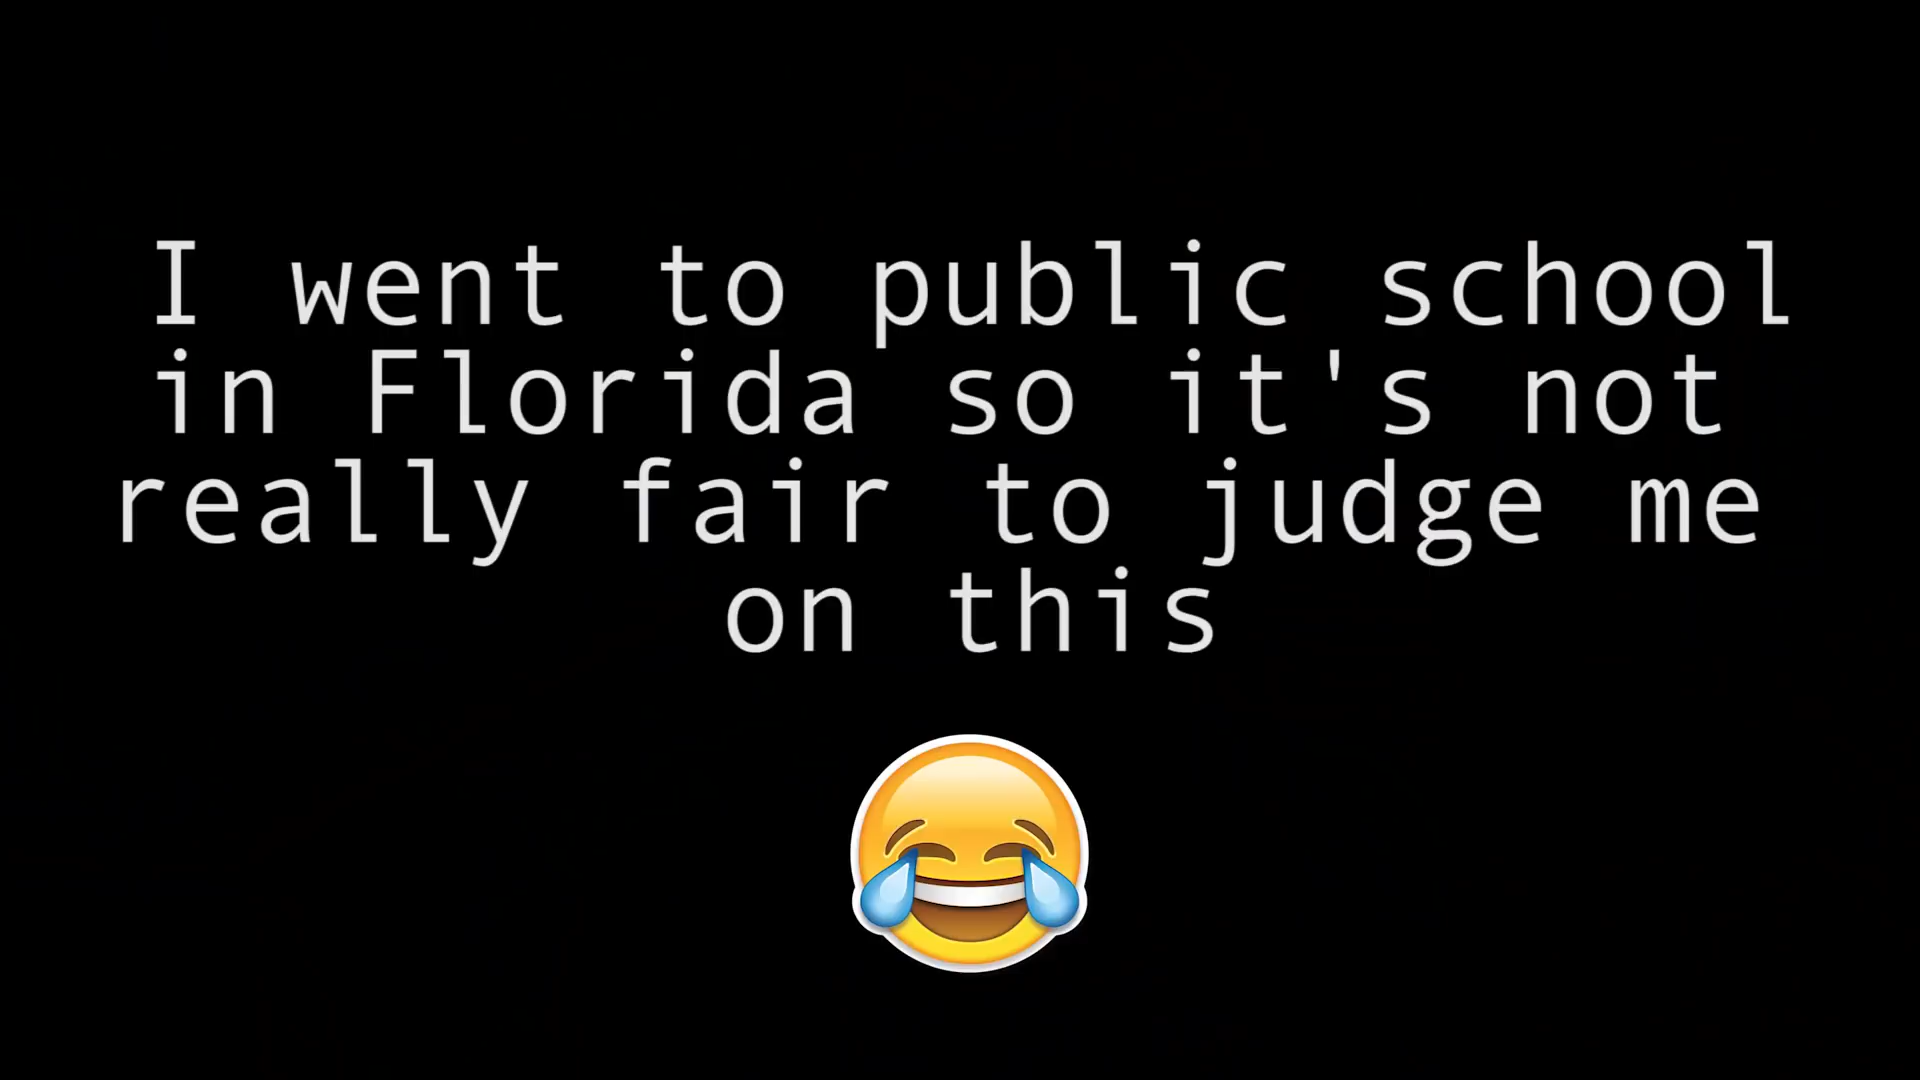 I went to public school
in Florida so it's not
really fair to judge me
on this